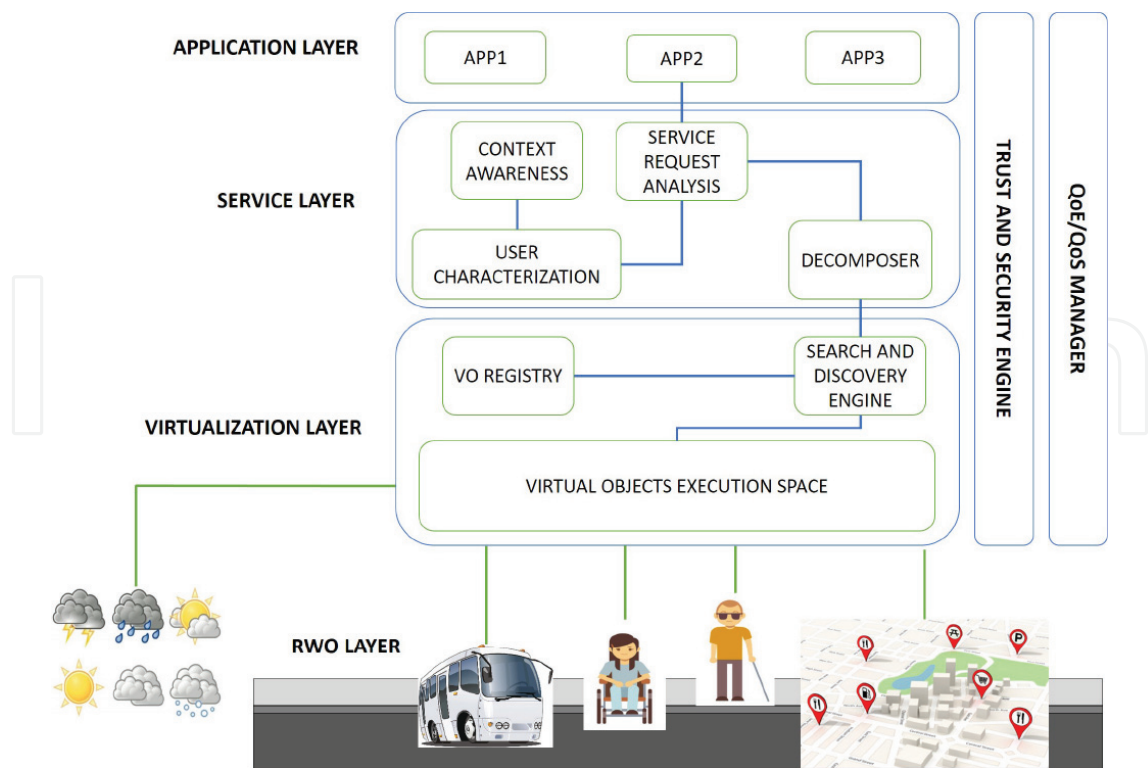 APPLICATION LAYER
APP1
APP2
APP3
SERVICE LAYER
CONTEXT
AWARENESS
SERVICE
REQUEST
ANALYSIS
USER
CHARACTERIZATION
DECOMPOSER
VIRTUALIZATION LAYER
VO REGISTRY
SEARCH AND
DISCOVERY
ENGINE
VIRTUAL OBJECTS EXECUTION SPACE
TRUST AND SECURITY ENGINE
QoE/QoS MANAGER
RWO LAYER
P